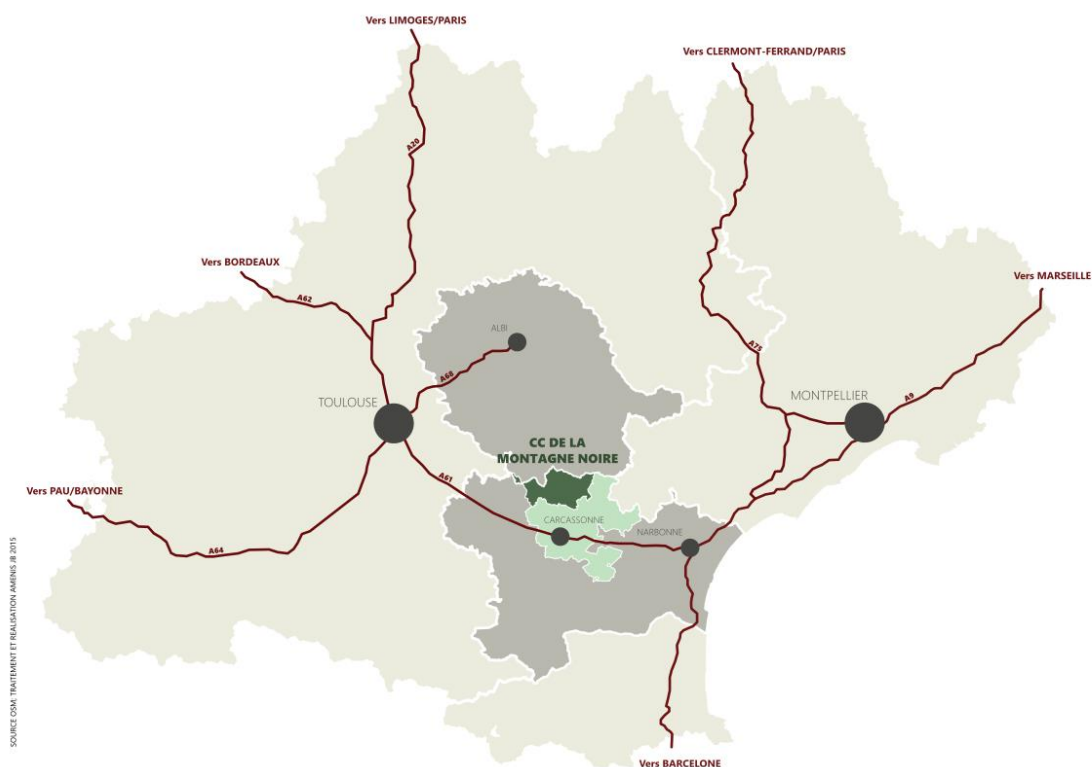 Vers LIMOGES/PARIS
Vers CLERMONT-FERRAND/PARIS
A20
Vers BORDEAUX
A62
Vers MARSEILLE
ALBI
A75
A68
TOULOUSE
MONTPELLIER
A9
CC DE LA
MONTAGNE NOIRE
A61
Vers PAU/BAYONNE
CARCASSONNE
NARBONNE
A64
Vers BARCELONE
SOURCE OSM; TRAITEMENT ET REALISATION AMENIS JB 2015